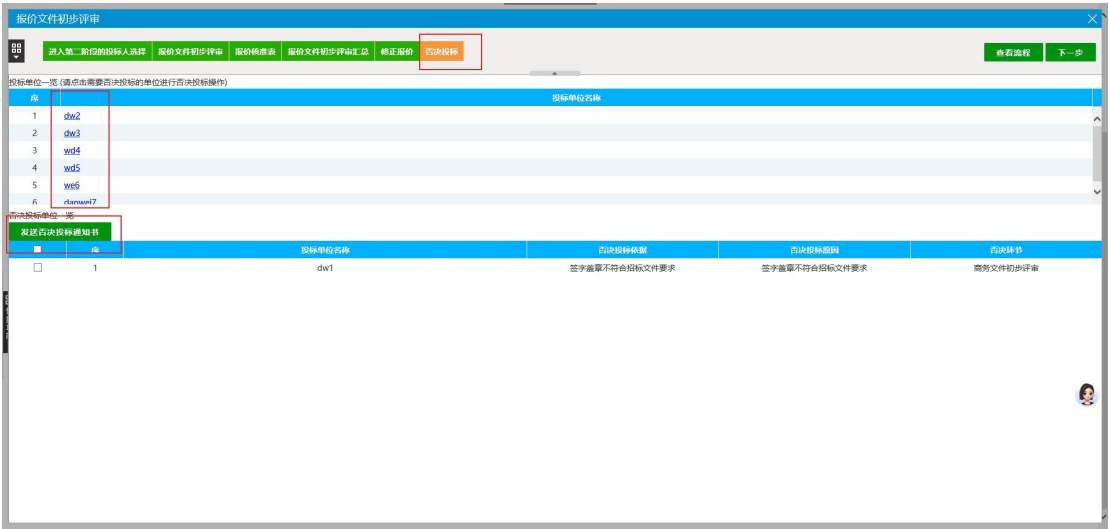 报价文件初步评审
进入第二阶段的投标人选择 报价文件初步评审 报价核准表 报价文件初步评审汇总 修正报价 否决投标 查看流程 下一步
投标单位一览 (请点击需要否决投标的单位进行否决投标操作)
序 投标单位名称
1 dw2
2 dw3
3 wd4
4 wd5
5 we6
6 danwei7
否决投标单位一览
发送否决投标通知书
序 投标单位名称 否决投标依据 否决投标原因 否决环节
1 dw1 签字盖章不符合招标文件要求 签字盖章不符合招标文件要求 商务文件初步评审